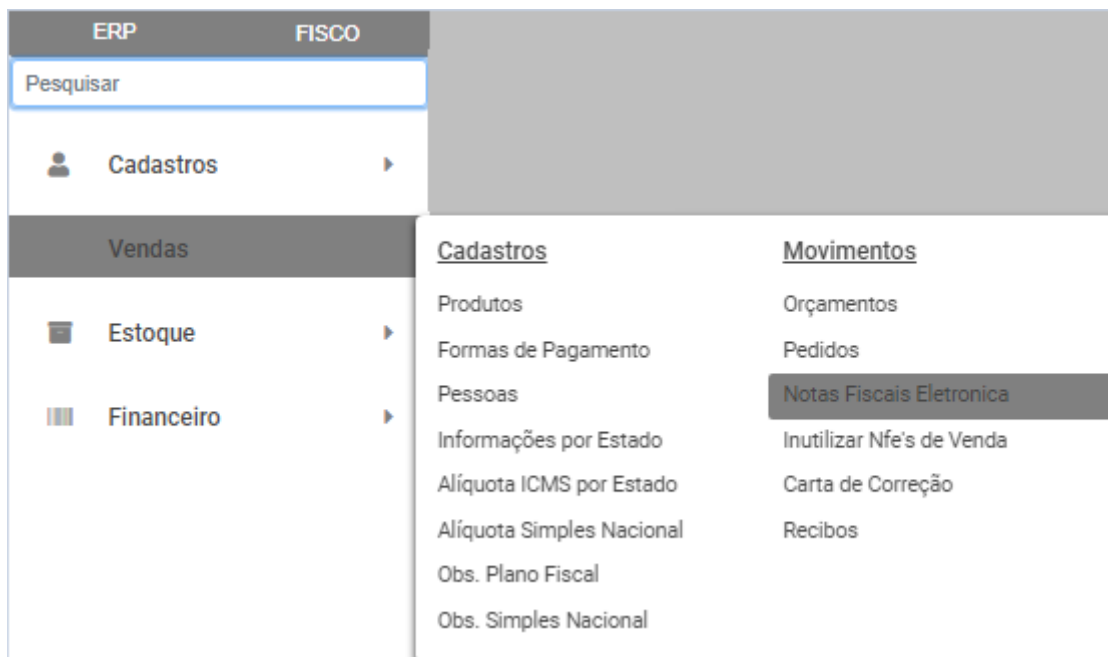 ERP FISCO
Pesquisar
Cadastros
Vendas
Estoque
Financeiro
Cadastros
Produtos
Formas de Pagamento
Pessoas
Informações por Estado
Alíquota ICMS por Estado
Alíquota Simples Nacional
Obs. Plano Fiscal
Obs. Simples Nacional
Movimentos
Orçamentos
Pedidos
Notas Fiscais Eletronica
Inutilizar Nfe's de Venda
Carta de Correção
Recibos